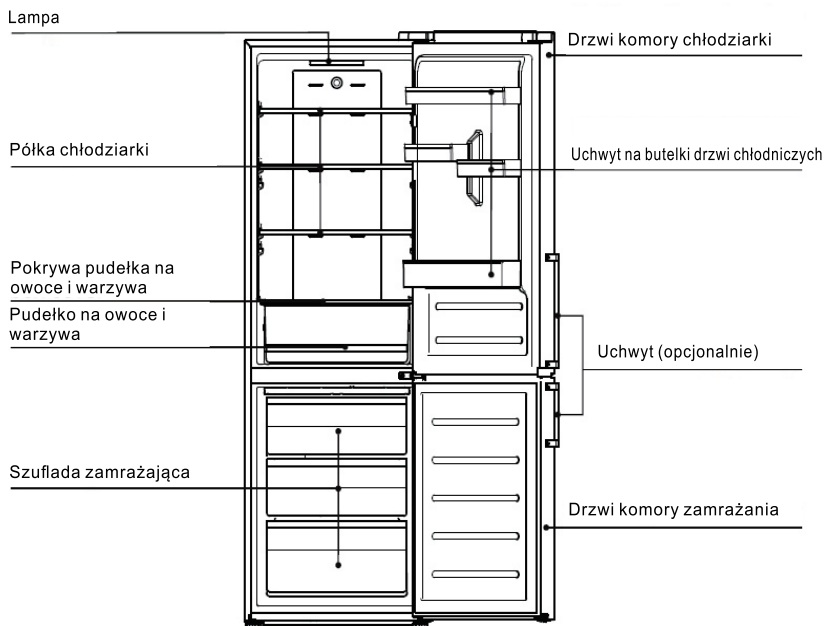 Lampa
Drzwi komory chłodziarki
Półka chłodziarki
Uchwyt na butelki drzwi chłodniczych
Pokrywa pudełka na
owoce i warzywa
Pudełko na owoce i
warzywa
Uchwyt (opcjonalnie)
Szuflada zamrażająca
Drzwi komory zamrażania